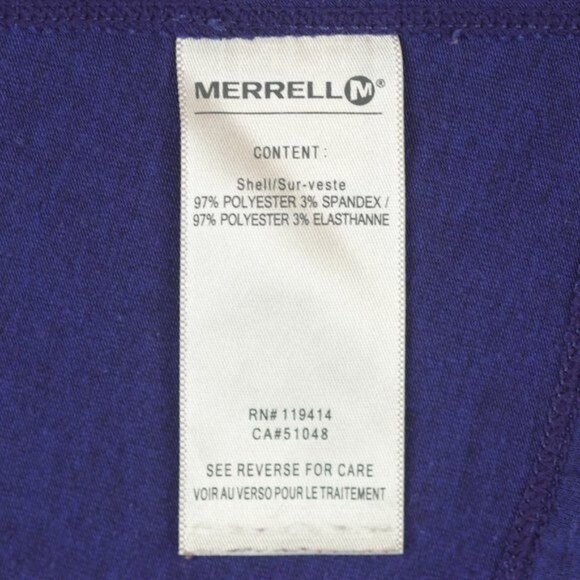 MERRELL M®
CONTENT:
Shell/Sur-veste
97% POLYESTER 3% SPANDEX /
97% POLYESTER 3% ELASTHANNE
RN# 119414
CA#51048
SEE REVERSE FOR CARE
VOIR AU VERSO POUR LE TRAITEMENT